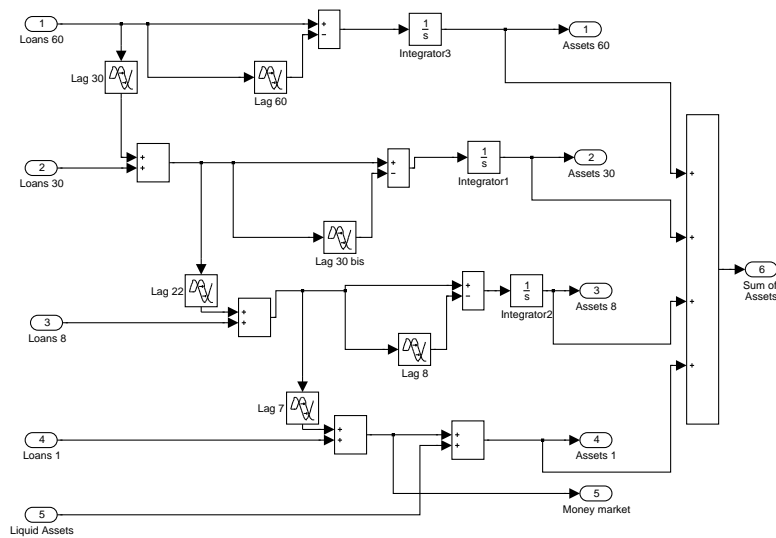 1
Loans 60
Lag 30
Lag 60
+
−
1
s
Integrator3
1
Assets 60
2
Loans 30
+
+
Lag 30 bis
+
−
1
s
Integrator1
2
Assets 30
Lag 22
3
Loans 8
+
+
Lag 8
+
−
1
s
Integrator2
3
Assets 8
Lag 7
4
Loans 1
+
+
+
+
4
Assets 1
5
Money market
5
Liquid Assets
+
+
+
+
6
Sum of
Assets